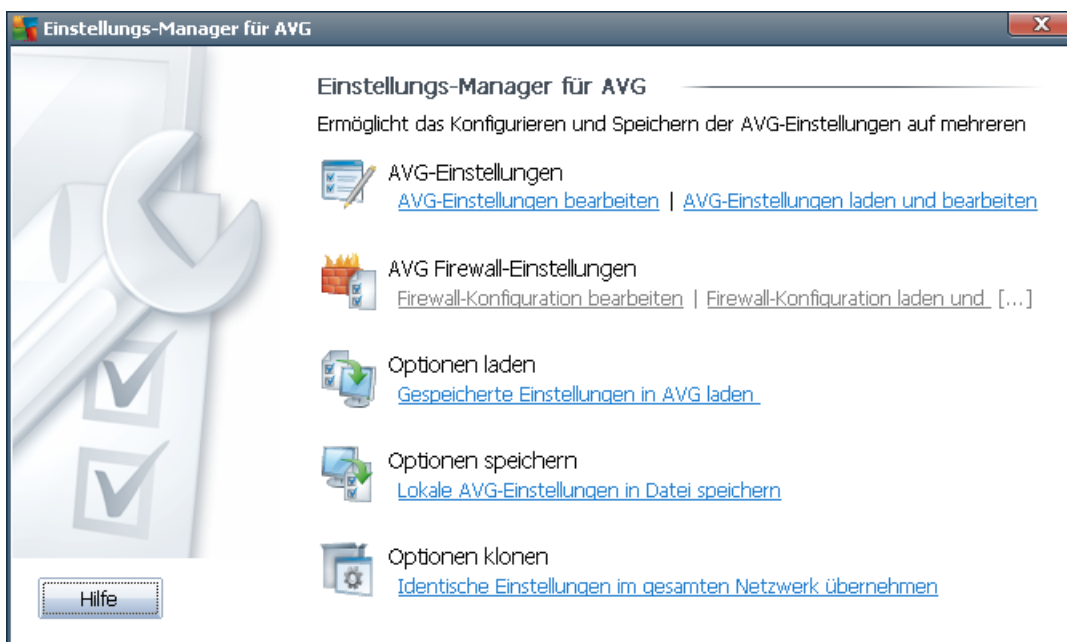 Einstellungs-Manager für AVG
Einstellungs-Manager für AVG
Ermöglicht das Konfigurieren und Speichern der AVG-Einstellungen auf mehreren
AVG-Einstellungen
AVG-Einstellungen bearbeiten | AVG-Einstellungen laden und bearbeiten
AVG Firewall-Einstellungen
Firewall-Konfiguration bearbeiten | Firewall-Konfiguration laden und [...]
Optionen laden
Gespeicherte Einstellungen in AVG laden
Optionen speichern
Lokale AVG-Einstellungen in Datei speichern
Optionen klonen
Identische Einstellungen im gesamten Netzwerk übernehmen
Hilfe